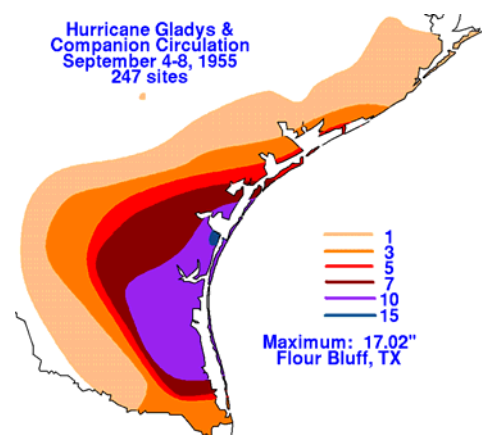 Hurricane Gladys &
Companion Circulation
September 4-8, 1955
247 sites
1
3
5
7
10
15
Maximum: 17.02"
Flour Bluff, TX